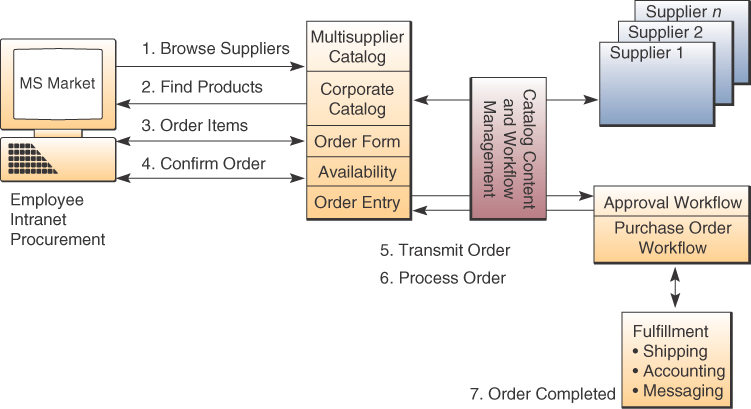 MS Market
Employee
Intranet
Procurement
1. Browse Suppliers
2. Find Products
3. Order Items
4. Confirm Order
Multisupplier
Catalog
Corporate
Catalog
Order Form
Availability
Order Entry
Catalog Content
and Workflow
Management
Supplier n
Supplier 2
Supplier 1
5. Transmit Order
6. Process Order
Approval Workflow
Purchase Order
Workflow
Fulfillment
• Shipping
• Accounting
• Messaging
7. Order Completed